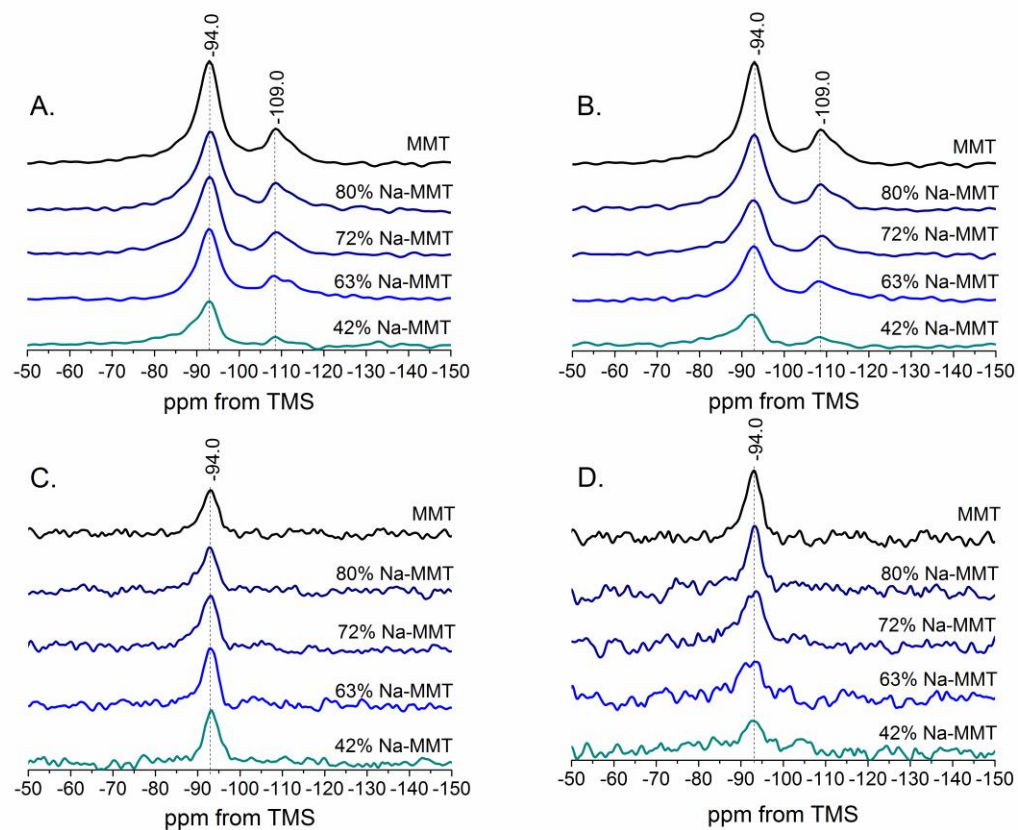 A.
-94.0
-109.0
MMT
80% Na-MMT
72% Na-MMT
63% Na-MMT
42% Na-MMT
-50 -60 -70 -80 -90 -100 -110 -120 -130 -140 -150
ppm from TMS
B.
-94.0
-109.0
MMT
80% Na-MMT
72% Na-MMT
63% Na-MMT
42% Na-MMT
-50 -60 -70 -80 -90 -100 -110 -120 -130 -140 -150
ppm from TMS
C.
-94.0
MMT
80% Na-MMT
72% Na-MMT
63% Na-MMT
42% Na-MMT
-50 -60 -70 -80 -90 -100 -110 -120 -130 -140 -150
ppm from TMS
D.
-94.0
MMT
80% Na-MMT
72% Na-MMT
63% Na-MMT
42% Na-MMT
-50 -60 -70 -80 -90 -100 -110 -120 -130 -140 -150
ppm from TMS